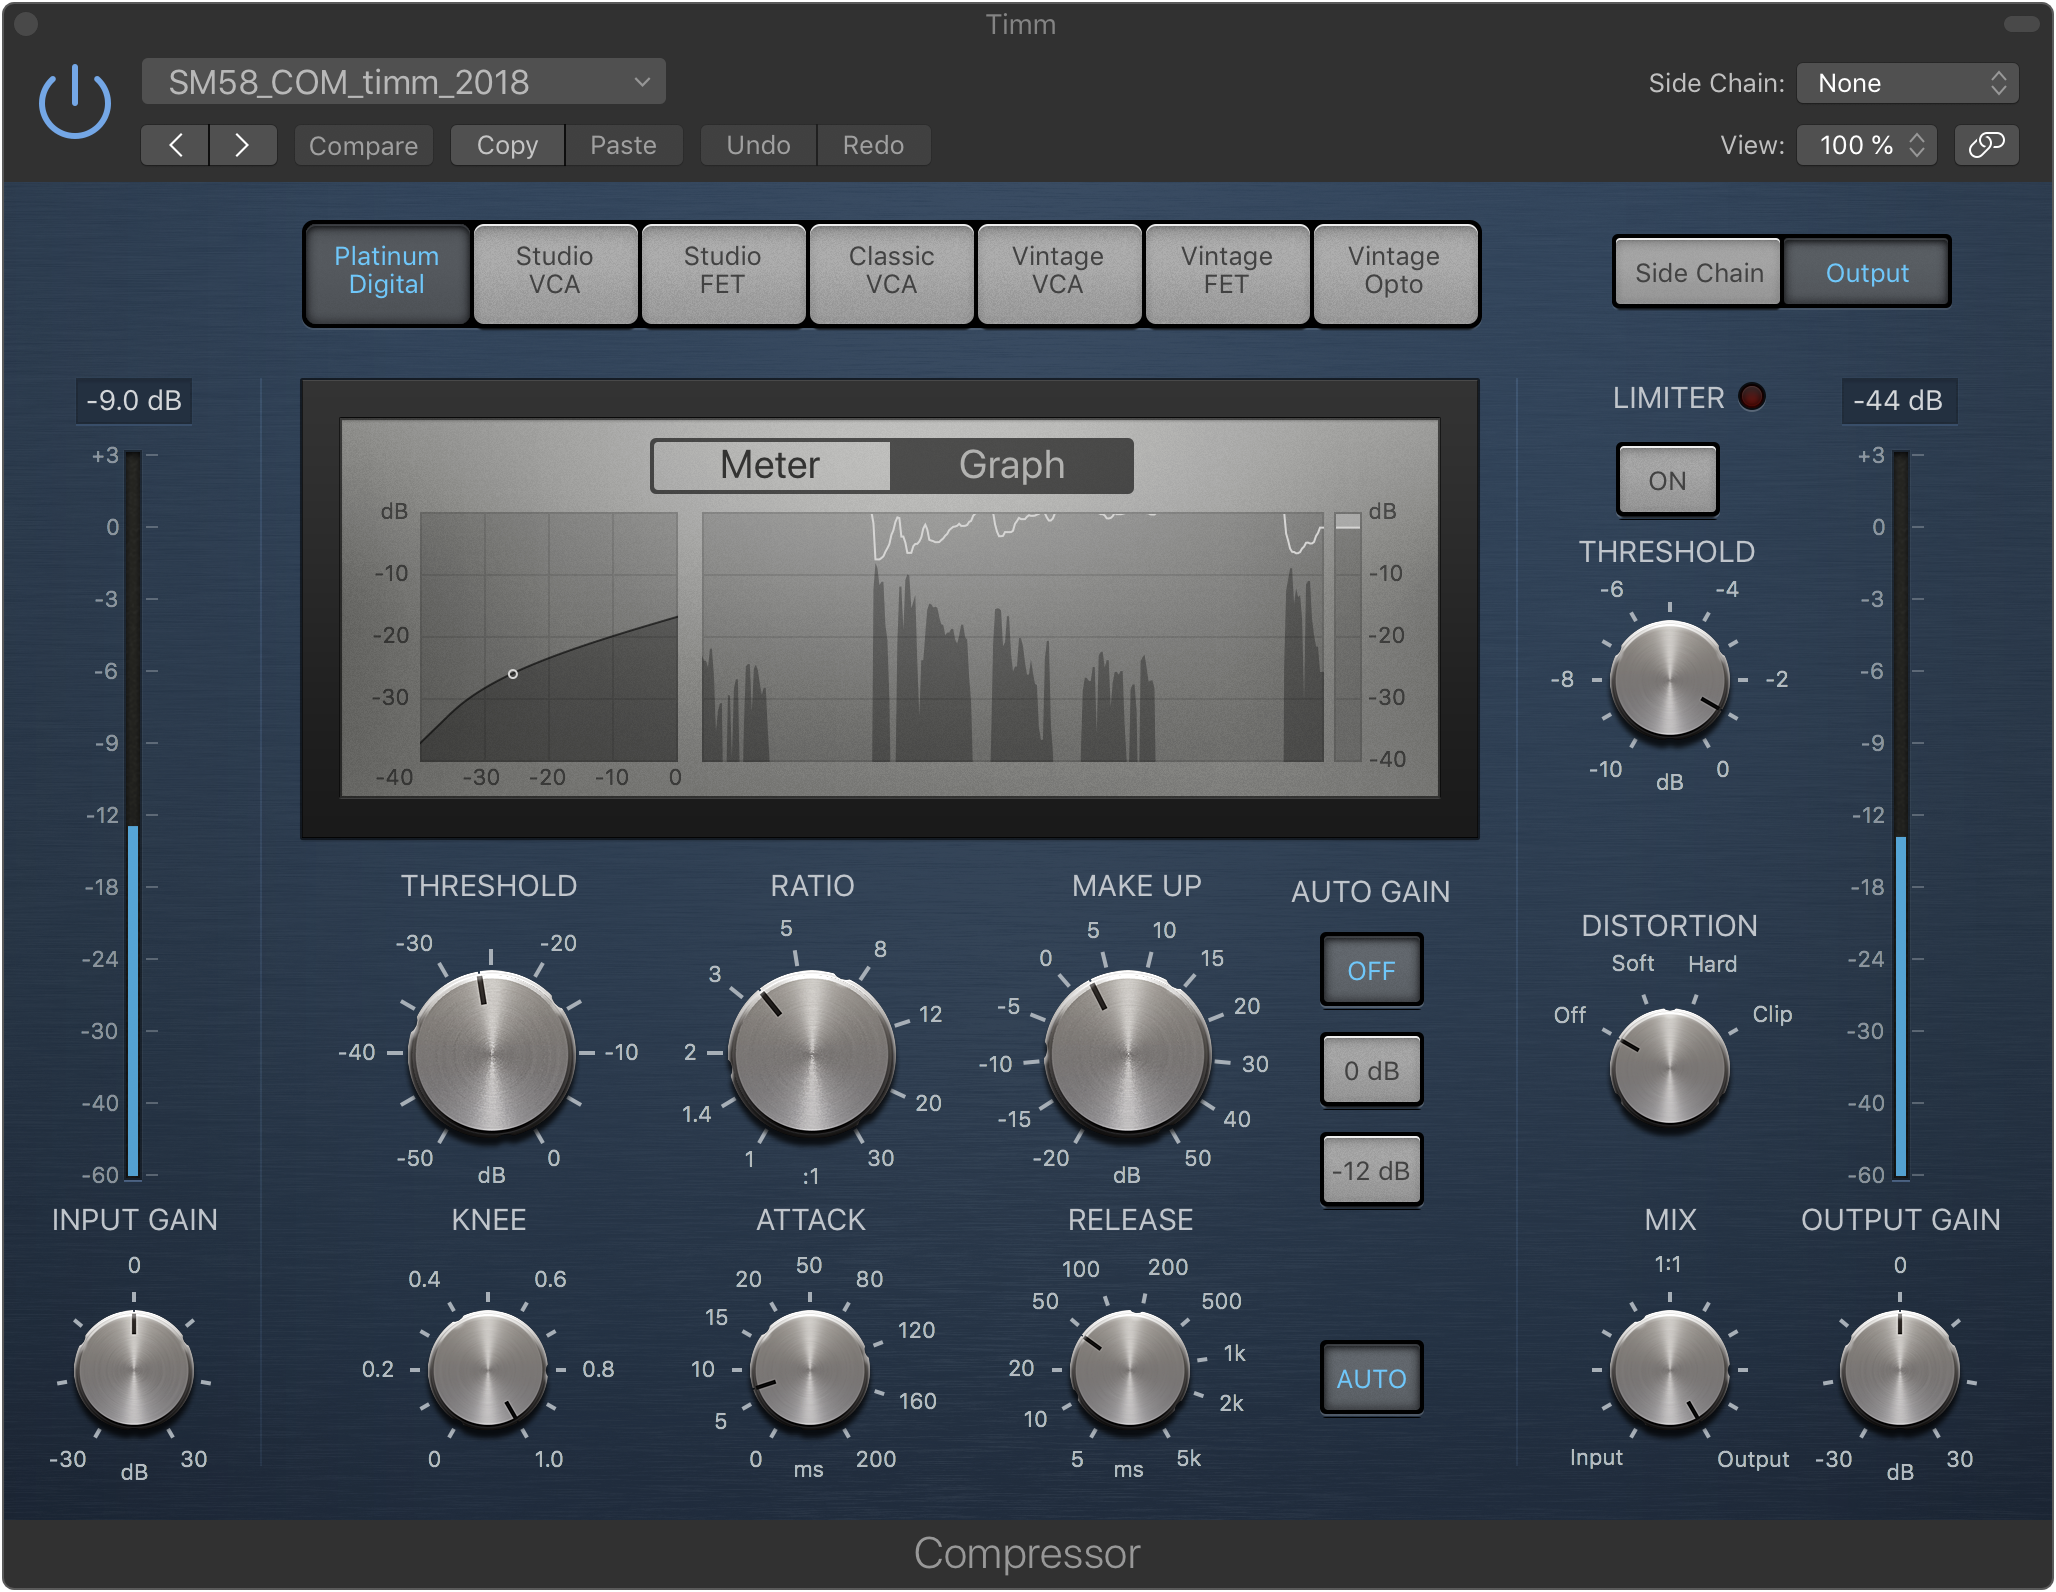 Timm
SM58_COM_timm_2018
Side Chain: None
Compare Copy Paste Undo Redo
View: 100 %
Platinum Digital
Studio VCA
Studio FET
Classic VCA
Vintage VCA
Vintage FET
Vintage Opto
Side Chain Output
-9.0 dB
+3
0
-3
-6
-9
-12
-18
-24
-30
-40
-60
INPUT GAIN
0
-30 dB 30
Meter Graph
dB
-10
-20
-30
-40 -30 -20 -10 0
dB
-10
-20
-30
-40
THRESHOLD
-30 -20
-40 -10
-50 dB 0
RATIO
5
3 8
12
2
1.4 20
1 :1 30
MAKE UP
5 10
0 15
-5 20
-10 30
-15 40
-20 dB 50
AUTO GAIN
OFF
0 dB
-12 dB
KNEE
0.4 0.6
0.2 0.8
0 1.0
ATTACK
50
20 80
15 120
10
5 160
0 ms 200
RELEASE
100 200
50 500
20 1k
10 2k
5 ms 5k
AUTO
LIMITER
ON
THRESHOLD
-6 -4
-8 -2
-10 dB 0
DISTORTION
Soft Hard
Off Clip
MIX
1:1
Input Output
-44 dB
+3
0
-3
-6
-9
-12
-18
-24
-30
-40
-60
OUTPUT GAIN
0
-30 dB 30
Compressor